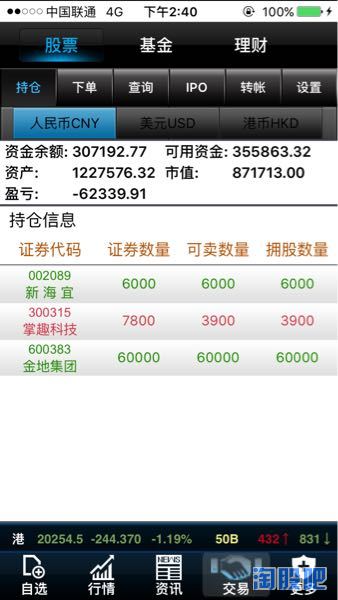 中国联通 4G 下午2:40 100%
股票 基金 理财
持仓 下单 查询 IPO 转帐 设置
人民币CNY 美元USD 港币HKD
资金余额: 307192.77 可用资金: 355863.32
资产: 1227576.32 市值: 871713.00
盈亏: -62339.91
持仓信息
证券代码 证券数量 可卖数量 拥股数量
002089
新 海 宜 6000 6000 6000
300315
掌趣科技 7800 3900 3900
600383
金地集团 60000 60000 60000
港 20254.5 -244.370 -1.19% 50B 432↑ 831↓
NEWS
自选 行情 资讯 交易 更多
淘股吧